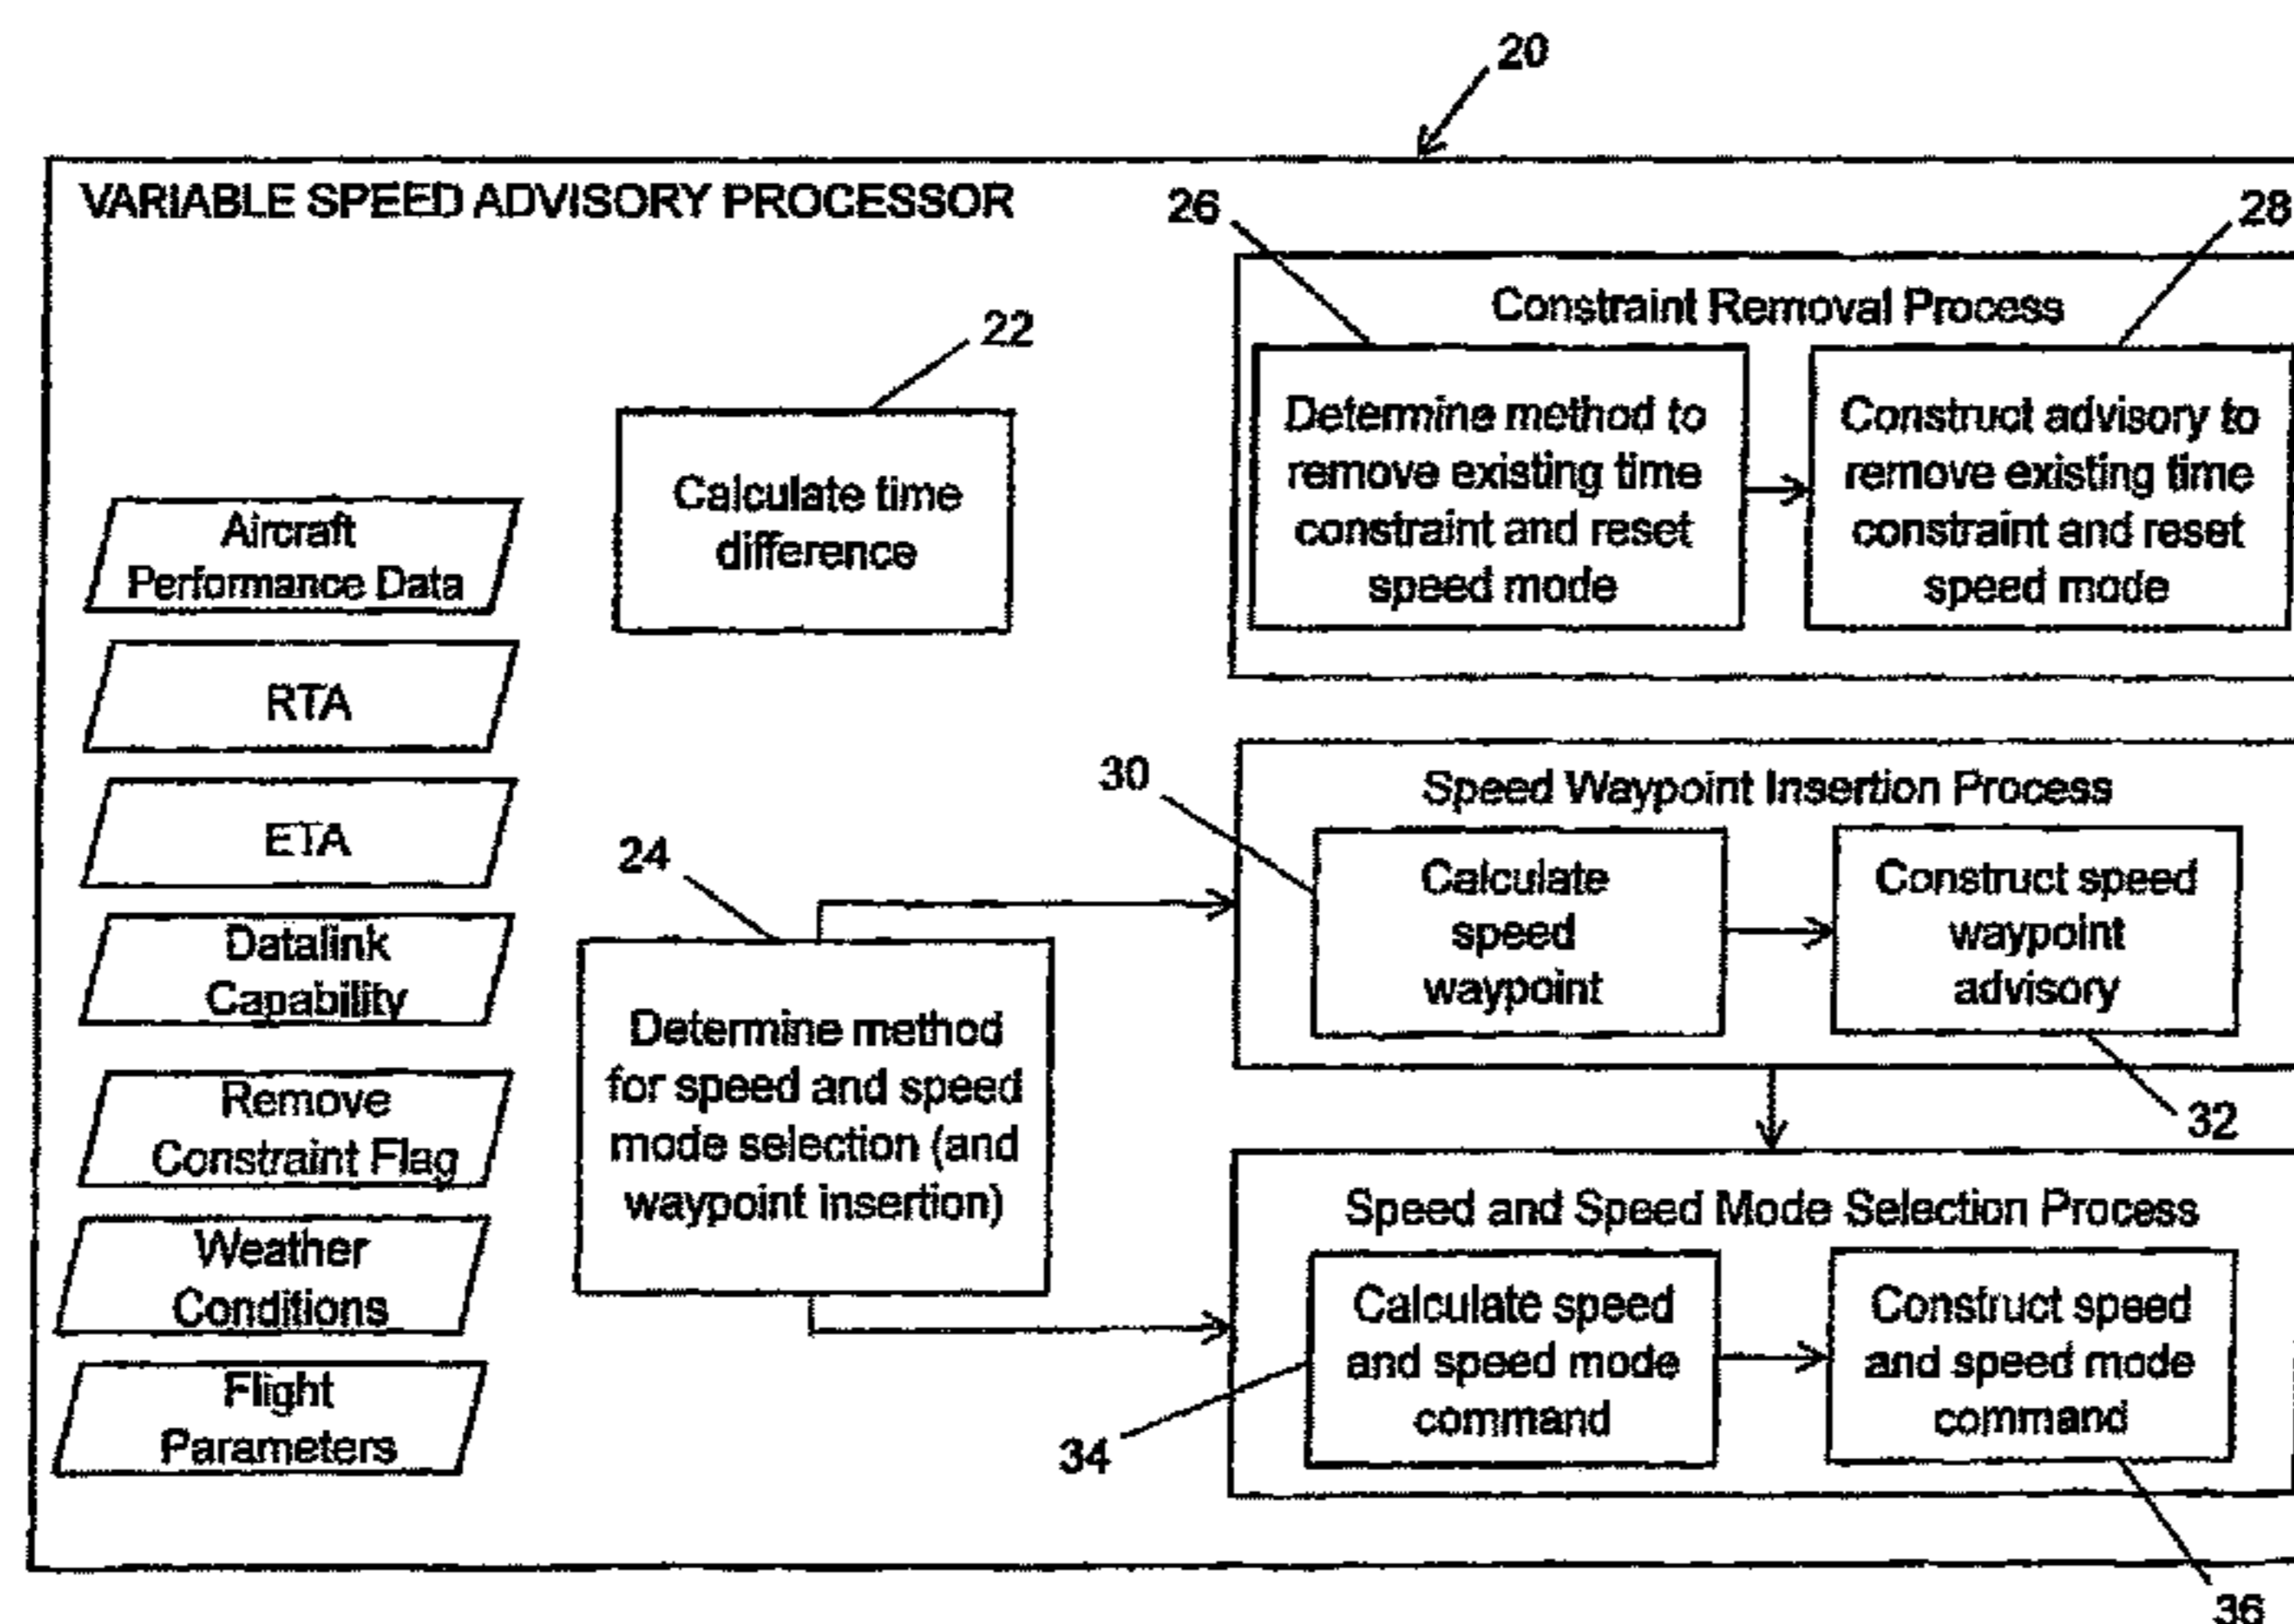 20
VARIABLE SPEED ADVISORY PROCESSOR
26
28
Constraint Removal Process
22
Determine method to
remove existing time
constraint and reset
speed mode
Construct advisory to
remove existing time
constraint and reset
speed mode
Calculate time
difference
Aircraft
Performance Data
RTA
ETA
Datalink
Capability
Remove
Constraint Flag
Weather
Conditions
Flight
Parameters
24
Determine method
for speed and speed
mode selection (and
waypoint insertion)
30
Speed Waypoint Insertion Process
Calculate
speed
waypoint
Construct speed
waypoint
advisory
32
Speed and Speed Mode Selection Process
Calculate speed
and speed mode
command
Construct speed
and speed mode
command
34
36